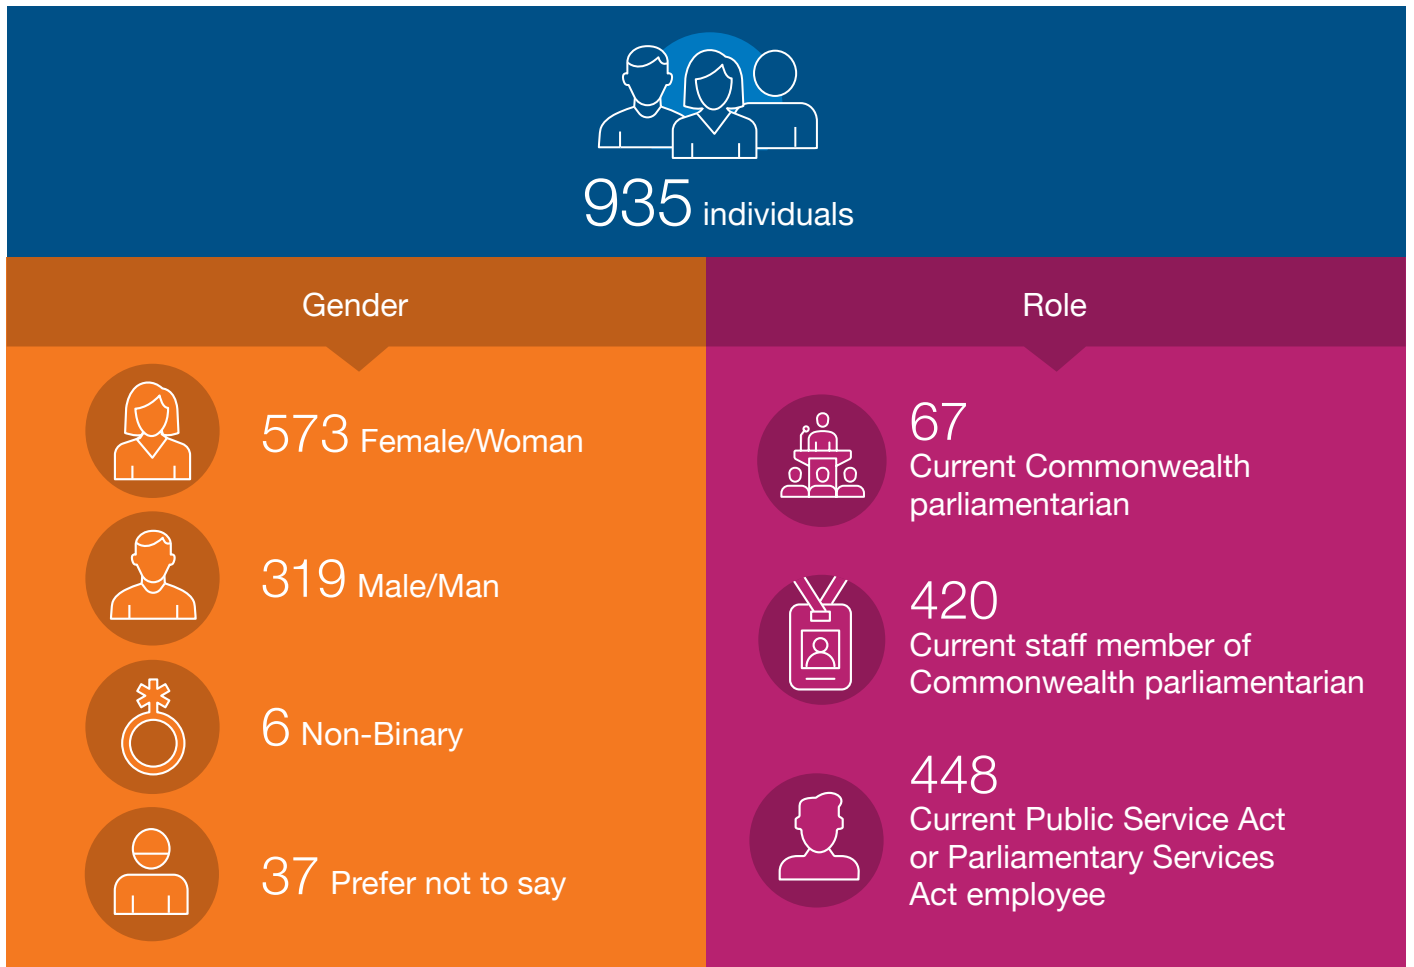 935 individuals
Gender
573 Female/Woman
319 Male/Man
6 Non-Binary
37 Prefer not to say
Role
67
Current Commonwealth
parliamentarian
420
Current staff member of
Commonwealth parliamentarian
448
Current Public Service Act
or Parliamentary Services
Act employee